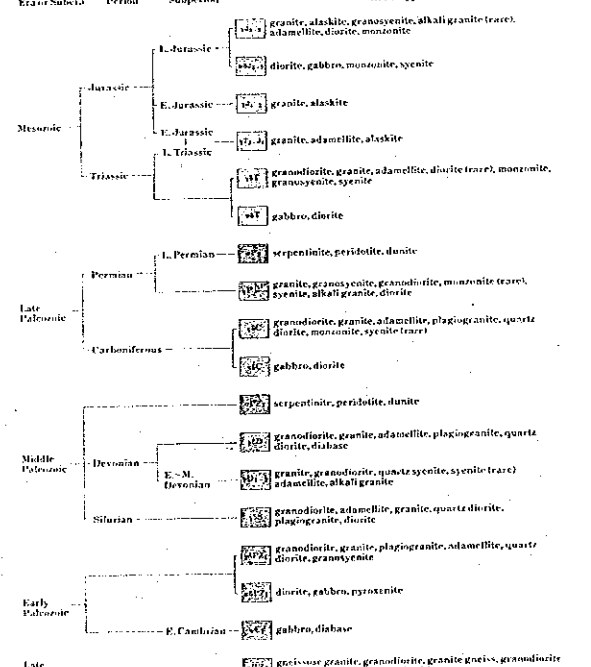 Era or Subera Period Subperiod
granite, alaskite, granosyenite, alkali granite (rare),
L. Jurassic
adamellite, diorite, monzonite
diorite, gabbro, monzonite, syenite
Jurassic
E. Jurassic granite, alaskite
Mesozoic
E. Jurassic
granite, adamellite, alaskite
L. Triassic
granodiorite, granite, adamellite, diorite (rare), monzonite,
Triassic
granosyenite, syenite
gabbro, diorite
L. Permian serpentinite, peridotite, dunite
Permian
granite, granosyenite, granodiorite, monzonite (rare),
syenite, alkali granite, diorite
Late
Paleozoic
granodiorite, granite, adamellite, plagiogranite, quartz
diorite, monzonite, syenite (rare)
Carboniferous
gabbro, diorite
serpentinite, peridotite, dunite
granodiorite, granite, adamellite, plagiogranite, quartz
diorite, diabase
Middle
Paleozoic
Devonian
E.~M.
Devonian
granite, granodiorite, quartz syenite, syenite (rare)
adamellite, alkali granite
Silurian
granodiorite, adamellite, granite, quartz diorite,
plagiogranite, diorite
granodiorite, granite, plagiogranite, adamellite, quartz
diorite, granosyenite
diorite, gabbro, pyroxenite
Early
Paleozoic
E. Cambrian gabbro, diabase
Late gneissose granite, granodiorite, granite gneiss, granodiorite